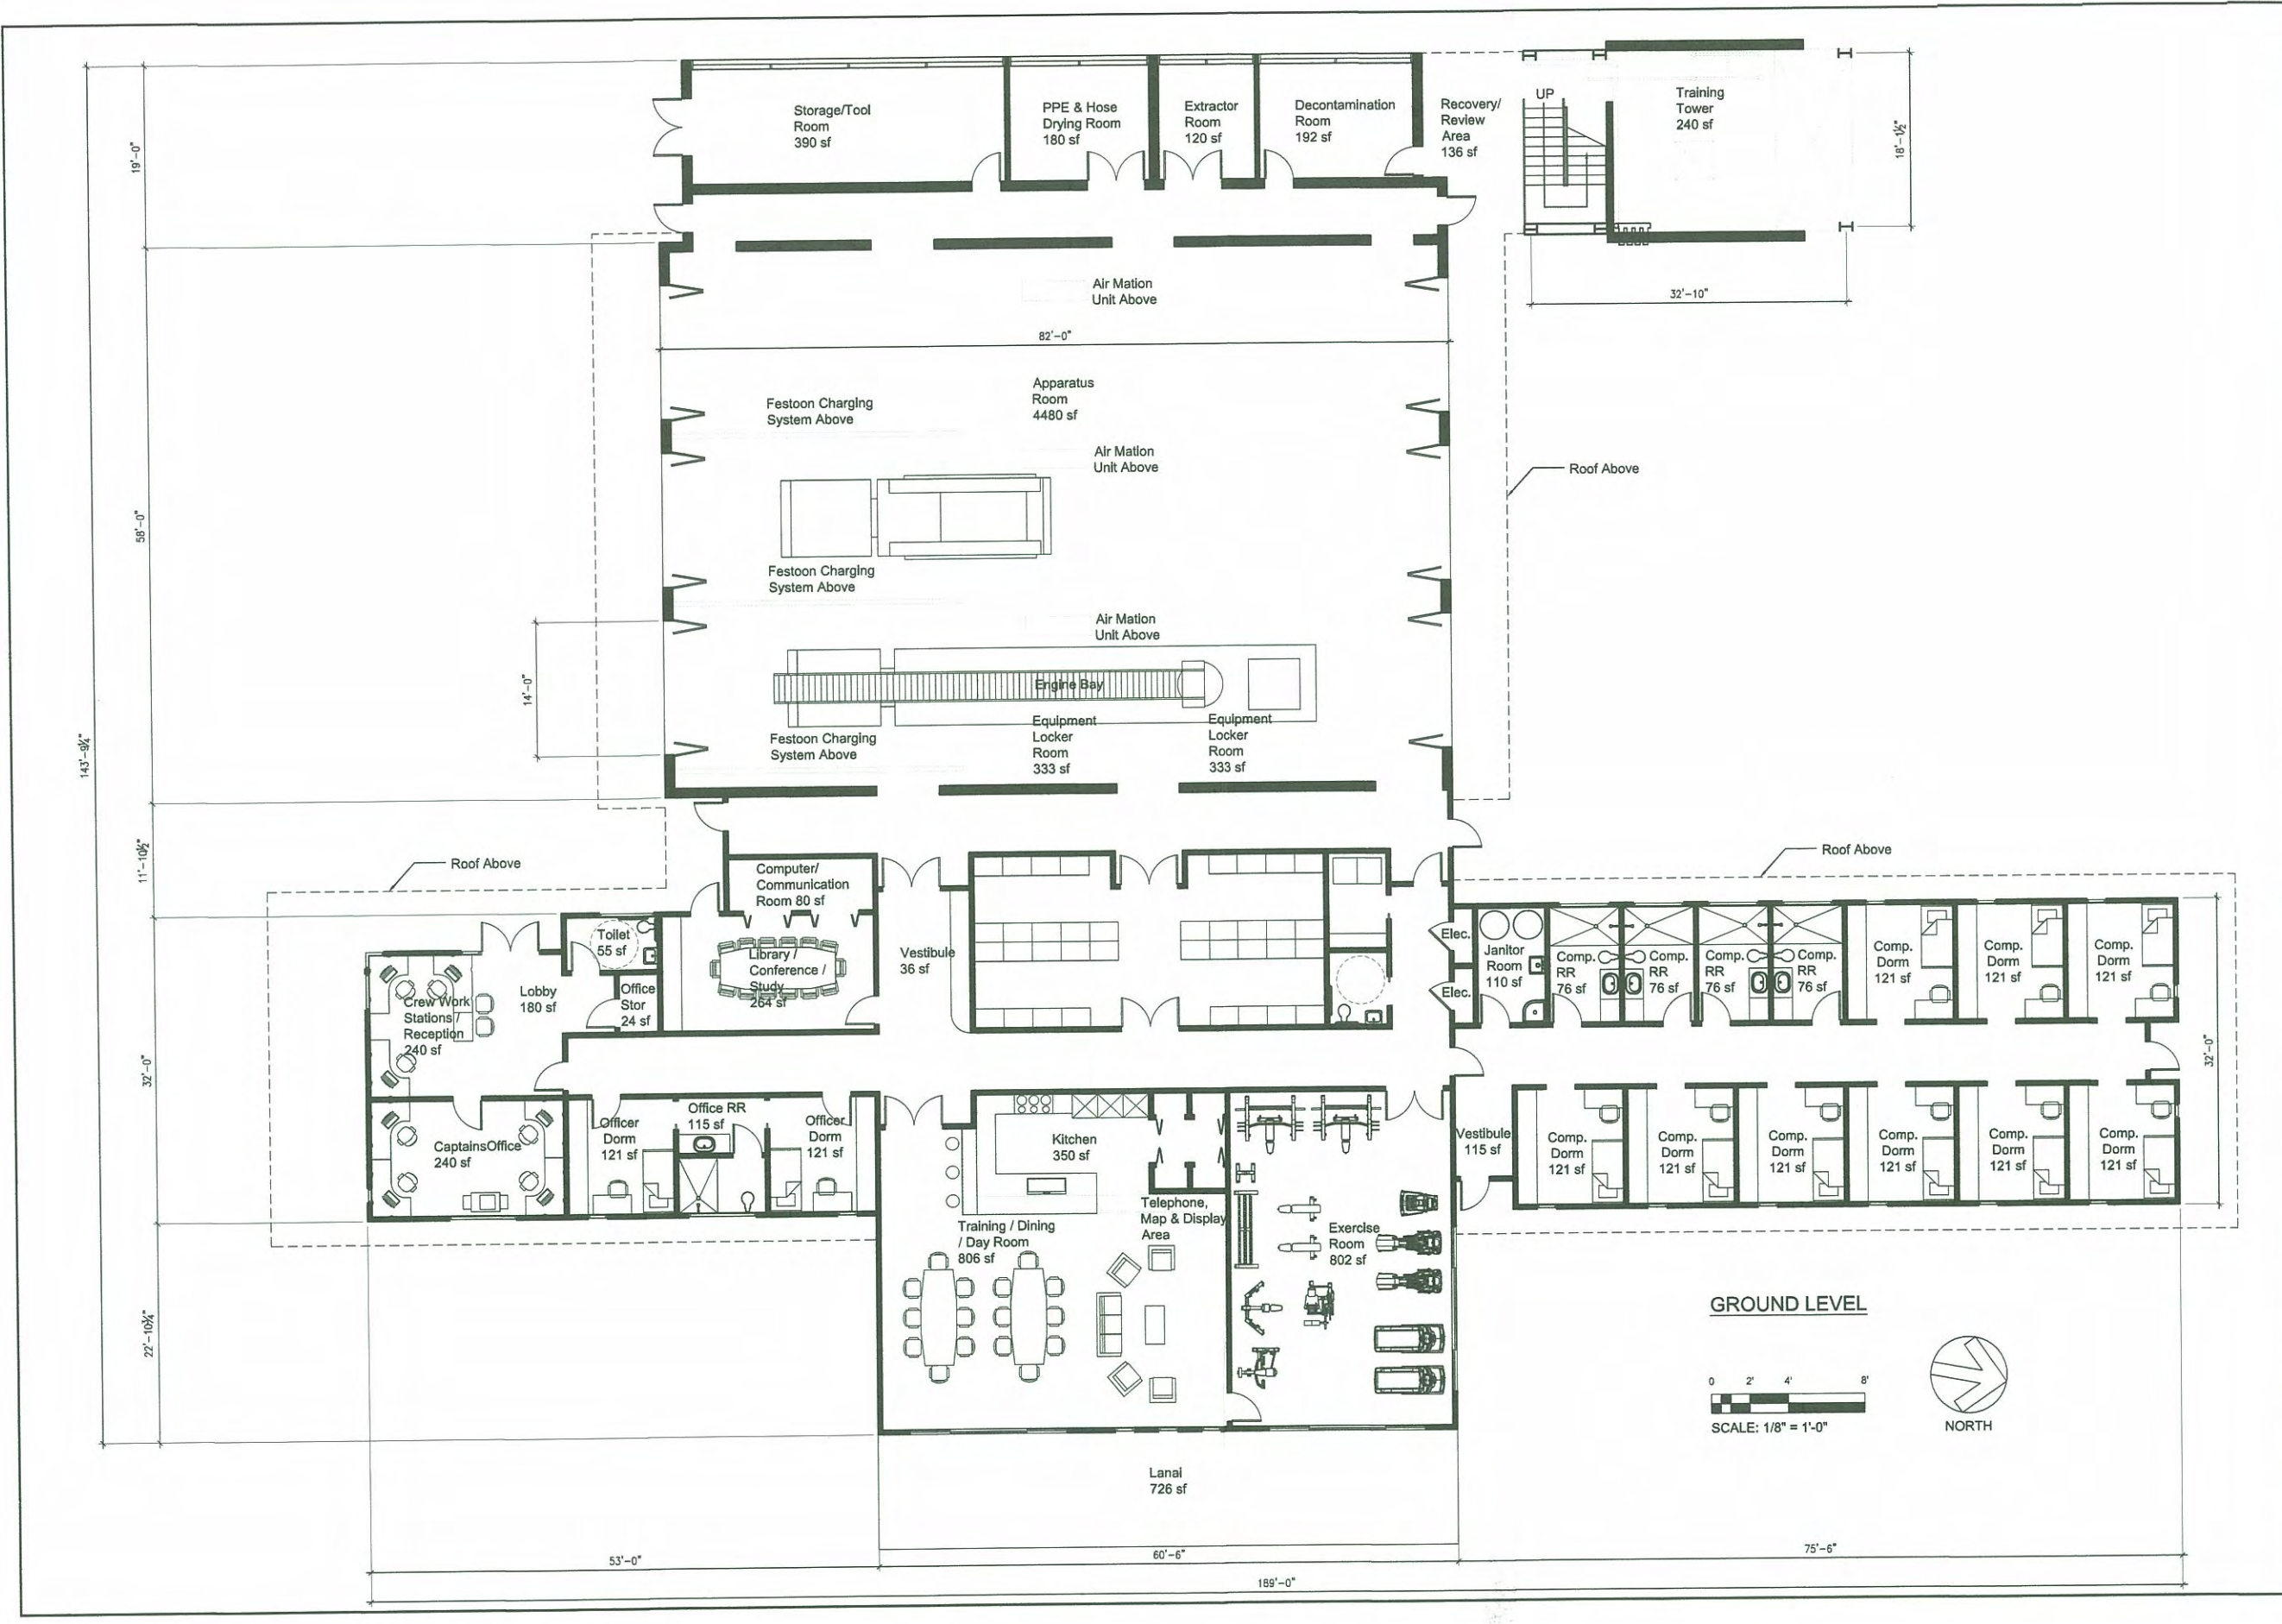 Storage/Tool
Room
390 sf
PPE & Hose
Drying Room
180 sf
Extractor
Room
120 sf
Decontamination
Room
192 sf
Recovery/
Review
Area
136 sf
UP
Training
Tower
240 sf
18'-1½"
19'-0"
32'-10"
Air Mation
Unit Above
82'-0"
Apparatus
Room
4480 sf
Festoon Charging
System Above
Air Mation
Unit Above
Roof Above
58'-0"
Festoon Charging
System Above
Air Mation
Unit Above
14'-0"
Engine Bay
Equipment
Locker
Room
333 sf
Equipment
Locker
Room
333 sf
Festoon Charging
System Above
143'-9¼"
11'-10½"
Roof Above
Roof Above
Computer/
Communication
Room 80 sf
Toilet
55 sf
Library /
Conference /
Study
264 sf
Vestibule
36 sf
Elec.
Elec.
Janitor
Room
110 sf
Comp.
RR
76 sf
Comp.
RR
76 sf
Comp.
RR
76 sf
Comp.
RR
76 sf
Comp.
Dorm
121 sf
Comp.
Dorm
121 sf
Comp.
Dorm
121 sf
Lobby
180 sf
Office
Stor
24 sf
Crew Work
Stations /
Reception
240 sf
32'-0"
32'-0"
CaptainsOffice
240 sf
Officer
Dorm
121 sf
Office RR
115 sf
Officer
Dorm
121 sf
Kitchen
350 sf
Vestibule
115 sf
Comp.
Dorm
121 sf
Comp.
Dorm
121 sf
Comp.
Dorm
121 sf
Comp.
Dorm
121 sf
Comp.
Dorm
121 sf
Comp.
Dorm
121 sf
Training / Dining
/ Day Room
806 sf
Telephone,
Map & Display
Area
Exercise
Room
802 sf
22'-10¾"
GROUND LEVEL
0 2' 4' 8'
SCALE: 1/8" = 1'-0"
NORTH
Lanai
726 sf
53'-0"
60'-6"
75'-6"
189'-0"